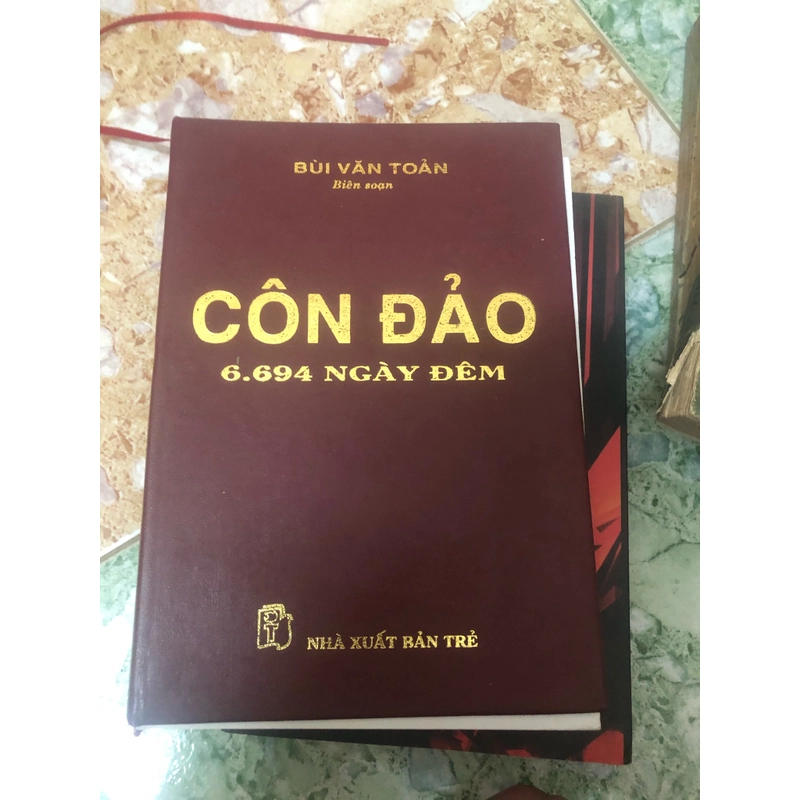 BÙI VĂN TOẢN
Biên soạn
CÔN ĐẢO
6.694 NGÀY ĐÊM
NHÀ XUẤT BẢN TRẺ